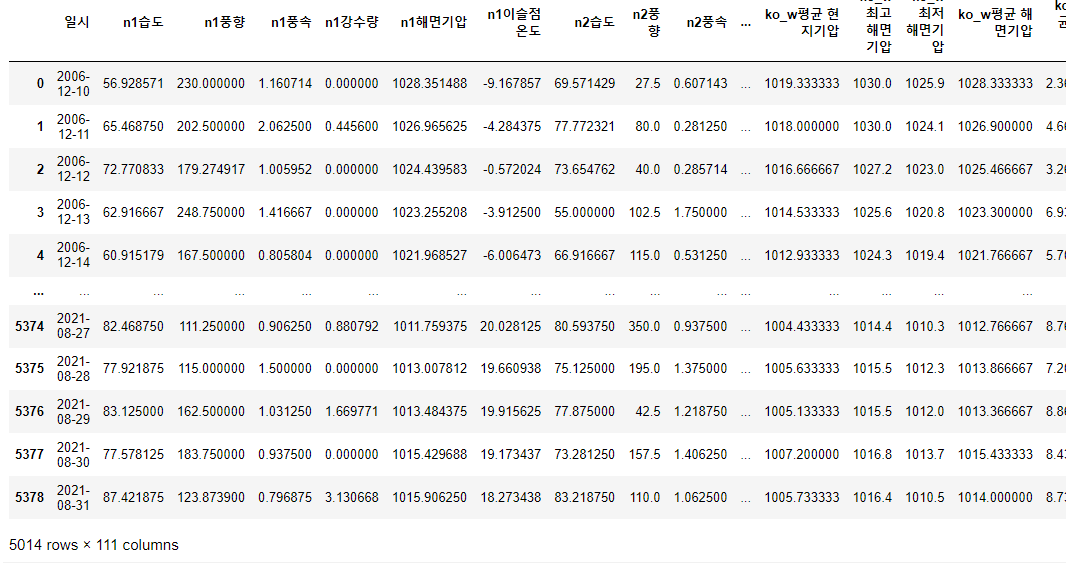 일시 n1습도 n1풍향 n1풍속 n1강수량 n1해면기압 n1이슬점온도 n2습도 n2풍향 n2풍속 ... ko_w평균 현지기압 최고해면기압 최저해면기압 ko_w평균 해면기압
0 2006-12-10 56.928571 230.000000 1.160714 0.000000 1028.351488 -9.167857 69.571429 27.5 0.607143 ... 1019.333333 1030.0 1025.9 1028.333333
1 2006-12-11 65.468750 202.500000 2.062500 0.445600 1026.965625 -4.284375 77.772321 80.0 0.281250 ... 1018.000000 1030.0 1024.1 1026.900000
2 2006-12-12 72.770833 179.274917 1.005952 0.000000 1024.439583 -0.572024 73.654762 40.0 0.285714 ... 1016.666667 1027.2 1023.0 1025.466667
3 2006-12-13 62.916667 248.750000 1.416667 0.000000 1023.255208 -3.912500 55.000000 102.5 1.750000 ... 1014.533333 1025.6 1020.8 1023.300000
4 2006-12-14 60.915179 167.500000 0.805804 0.000000 1021.968527 -6.006473 66.916667 115.0 0.531250 ... 1012.933333 1024.3 1019.4 1021.766667
... ... ... ... ... ... ... ... ... ... ... ... ... ... ... ...
5374 2021-08-27 82.468750 111.250000 0.906250 0.880792 1011.759375 20.028125 80.593750 350.0 0.937500 ... 1004.433333 1014.4 1010.3 1012.766667
5375 2021-08-28 77.921875 115.000000 1.500000 0.000000 1013.007812 19.660938 75.125000 195.0 1.375000 ... 1005.633333 1015.5 1012.3 1013.866667
5376 2021-08-29 83.125000 162.500000 1.031250 1.669771 1013.484375 19.915625 77.875000 42.5 1.218750 ... 1005.133333 1015.5 1012.0 1013.366667
5377 2021-08-30 77.578125 183.750000 0.937500 0.000000 1015.429688 19.173437 73.281250 157.5 1.406250 ... 1007.200000 1016.8 1013.7 1015.433333
5378 2021-08-31 87.421875 123.873900 0.796875 3.130668 1015.906250 18.273438 83.218750 110.0 1.062500 ... 1005.733333 1016.4 1010.5 1014.000000
5014 rows × 111 columns